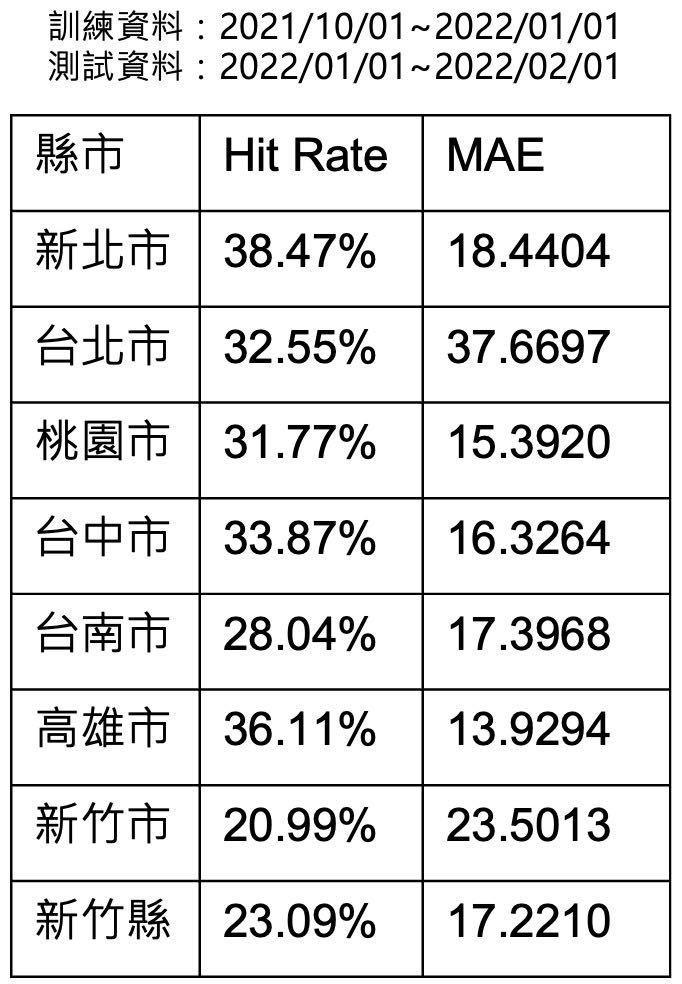 訓練資料：2021/10/01~2022/01/01
測試資料：2022/01/01~2022/02/01
縣市 Hit Rate MAE
新北市 38.47% 18.4404
台北市 32.55% 37.6697
桃園市 31.77% 15.3920
台中市 33.87% 16.3264
台南市 28.04% 17.3968
高雄市 36.11% 13.9294
新竹市 20.99% 23.5013
新竹縣 23.09% 17.2210